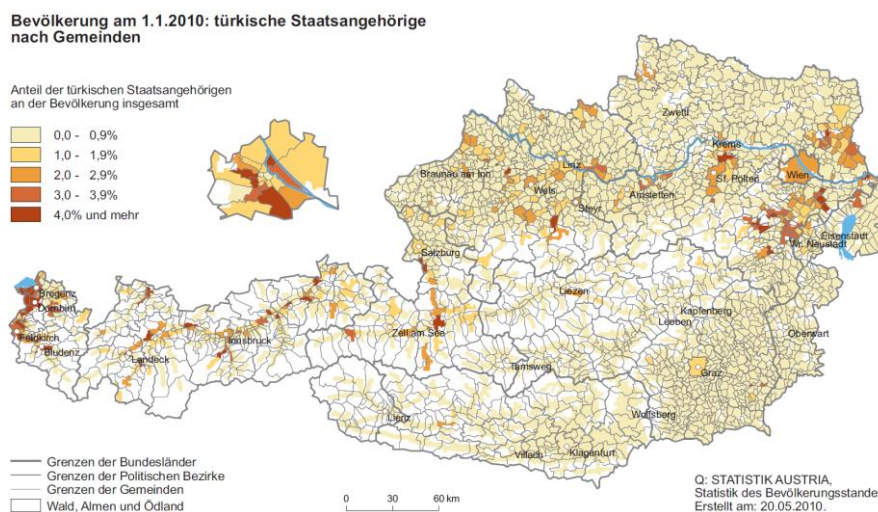 Bevölkerung am 1.1.2010: türkische Staatsangehörige
nach Gemeinden
Anteil der türkischen Staatsangehörigen
an der Bevölkerung insgesamt
0,0 - 0,9%
1,0 - 1,9%
2,0 - 2,9%
3,0 - 3,9%
4,0% und mehr
Zwettl
Krems
Linz
Wien
Braunau am Inn
St. Pölten
Wels
Amstetten
Steyr
Eisenstadt
Wr. Neustadt
Salzburg
Bregenz
Dornbirn
Liezen
Kapfenberg
Feldkirch
Innsbruck
Zell am See
Leoben
Oberwart
Bludenz
Landeck
Tamsweg
Graz
Lienz
Wolfsberg
Villach
Klagenfurt
Grenzen der Bundesländer
Grenzen der Politischen Bezirke
Grenzen der Gemeinden
Wald, Almen und Ödland
0 30 60 km
Q: STATISTIK AUSTRIA,
Statistik des Bevölkerungsstande
Erstellt am: 20.05.2010.